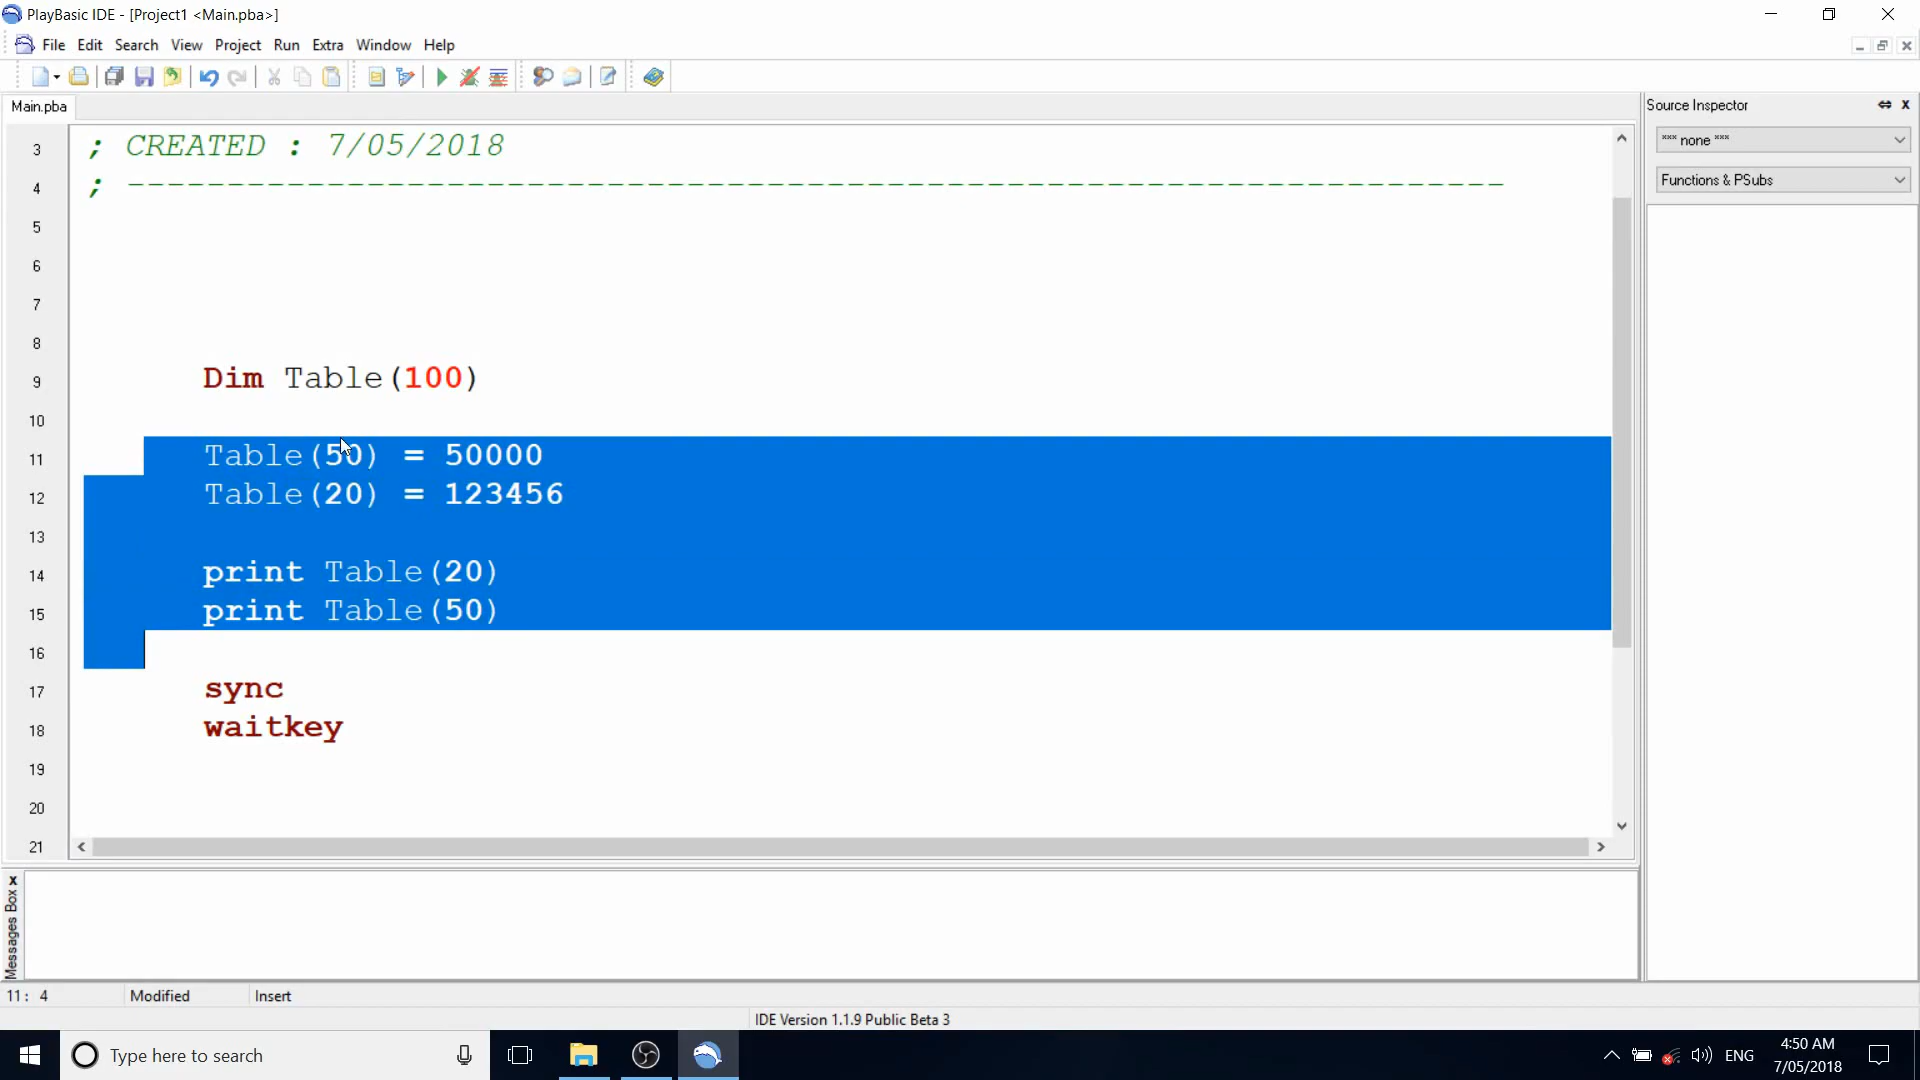 PlayBasic IDE - [Project1 <Main.pba>]
File Edit Search View Project Run Extra Window Help
Main.pba
Source Inspector
*** none ***
Functions & PSubs
3 ; CREATED : 7/05/2018
4 ; ---------------------------------------------------------------------
5
6
7
8
9 Dim Table(100)
10
11 Table(50) = 50000
12 Table(20) = 123456
13
14 print Table(20)
15 print Table(50)
16
17 sync
18 waitkey
19
20
21
Messages Box
11: 4 Modified Insert
IDE Version 1.1.9 Public Beta 3
Type here to search
ENG
4:50 AM
7/05/2018